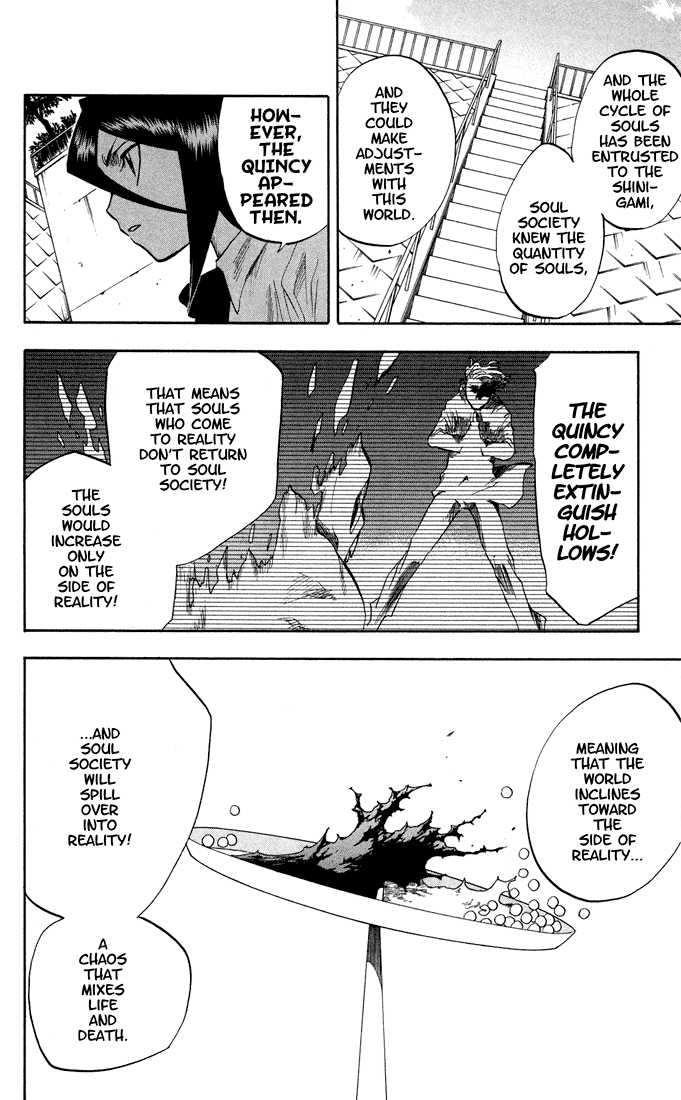 AND THE
WHOLE
CYCLE OF
SOULS
HAS BEEN
ENTRUSTED
TO THE
SHINI-
GAMI,
SOUL
SOCIETY
KNEW THE
QUANTITY
OF SOULS,
AND
THEY
COULD
MAKE
ADJUST-
MENTS
WITH
THIS
WORLD.
HOW-
EVER,
THE
QUINCY
AP-
PEARED
THEN.
THE
QUINCY
COMP-
LETELY
EXTIN-
GUISH
HOL-
LOWS!
THAT MEANS
THAT SOULS
WHO COME
TO REALITY
DON'T RETURN
TO SOUL
SOCIETY!
THE
SOULS
WOULD
INCREASE
ONLY
ON THE
SIDE OF
REALITY!
MEANING
THAT THE
WORLD
INCLINES
TOWARD
THE
SIDE OF
REALITY...
...AND
SOUL
SOCIETY
WILL
SPILL
OVER
INTO
REALITY!
A
CHAOS
THAT
MIXES
LIFE
AND
DEATH.